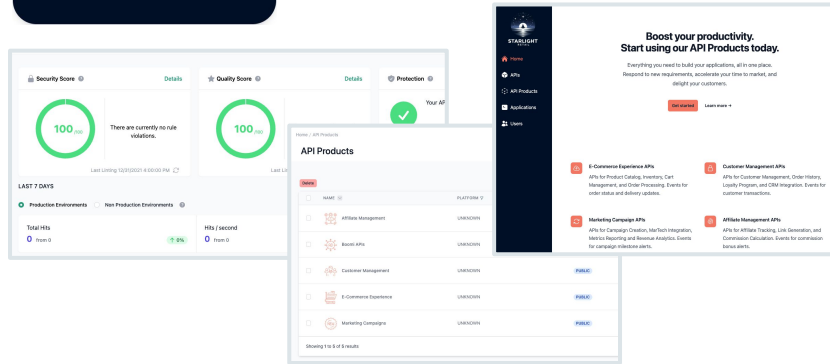 Security Score
Details
Quality Score
Details
Protection
100 /100
There are currently no rule
violations.
100 /100
Your AP
Last Linting 12/31/2021 4:00:00 PM
Last Lin
LAST 7 DAYS
Production Environments
Non Production Environments
Total Hits
0 from 0
↑ 0%
Hits / second
0 from 0
Home / API Products
API Products
Delete
NAME
PLATFORM
Affiliate Management
UNKNOWN
Boomi APIs
UNKNOWN
Customer Management
UNKNOWN
PUBLIC
E-Commerce Experience
UNKNOWN
PUBLIC
Marketing Campaigns
UNKNOWN
PUBLIC
Showing 1 to 5 of 5 results
STARLIGHT
RETAIL
Home
APIs
API Products
Applications
Users
Boost your productivity.
Start using our API Products today.
Everything you need to build your applications, all in one place.
Respond to new requirements, accelerate your time to market, and
delight your customers.
Get started
Learn more →
E-Commerce Experience APIs
APIs for Product Catalog, Inventory, Cart
Management, and Order Processing. Events for
order status and delivery updates.
Customer Management APIs
APIs for Customer Management, Order History,
Loyalty Program, and CRM Integration. Events for
customer transactions.
Marketing Campaign APIs
APIs for Campaign Creation, MarTech Integration,
Metrics Reporting and Revenue Analytics. Events
for campaign milestone alerts.
Affiliate Management APIs
APIs for Affiliate Tracking, Link Generation, and
Commission Calculation. Events for commission
bonus alerts.